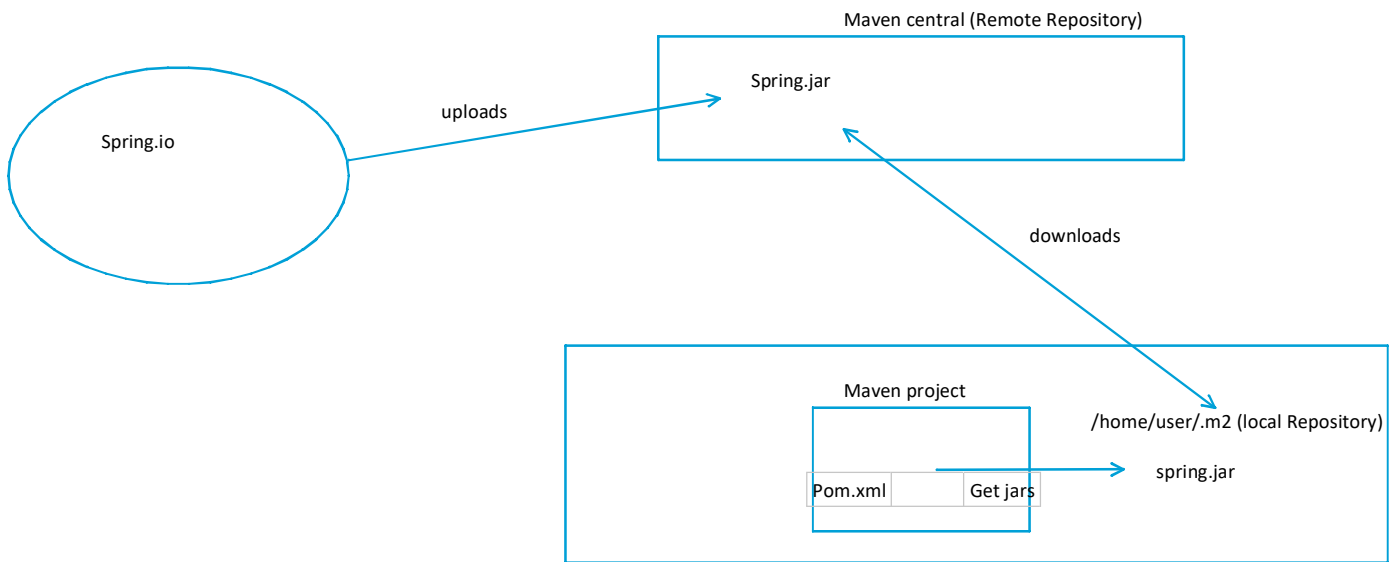 Maven central (Remote Repository)
Spring.jar
uploads
Spring.io
downloads
Maven project
/home/user/.m2 (local Repository)
spring.jar
Pom.xml
Get jars